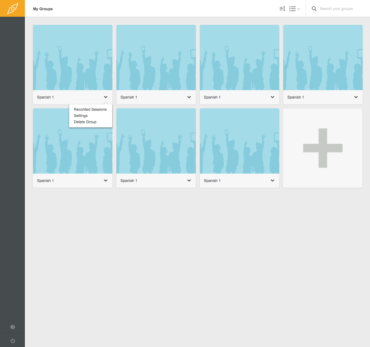 My Groups
Search your groups
Spanish 1
Spanish 1
Spanish 1
Spanish 1
Recorded Sessions
Settings
Delete Group
Spanish 1
Spanish 1
Spanish 1